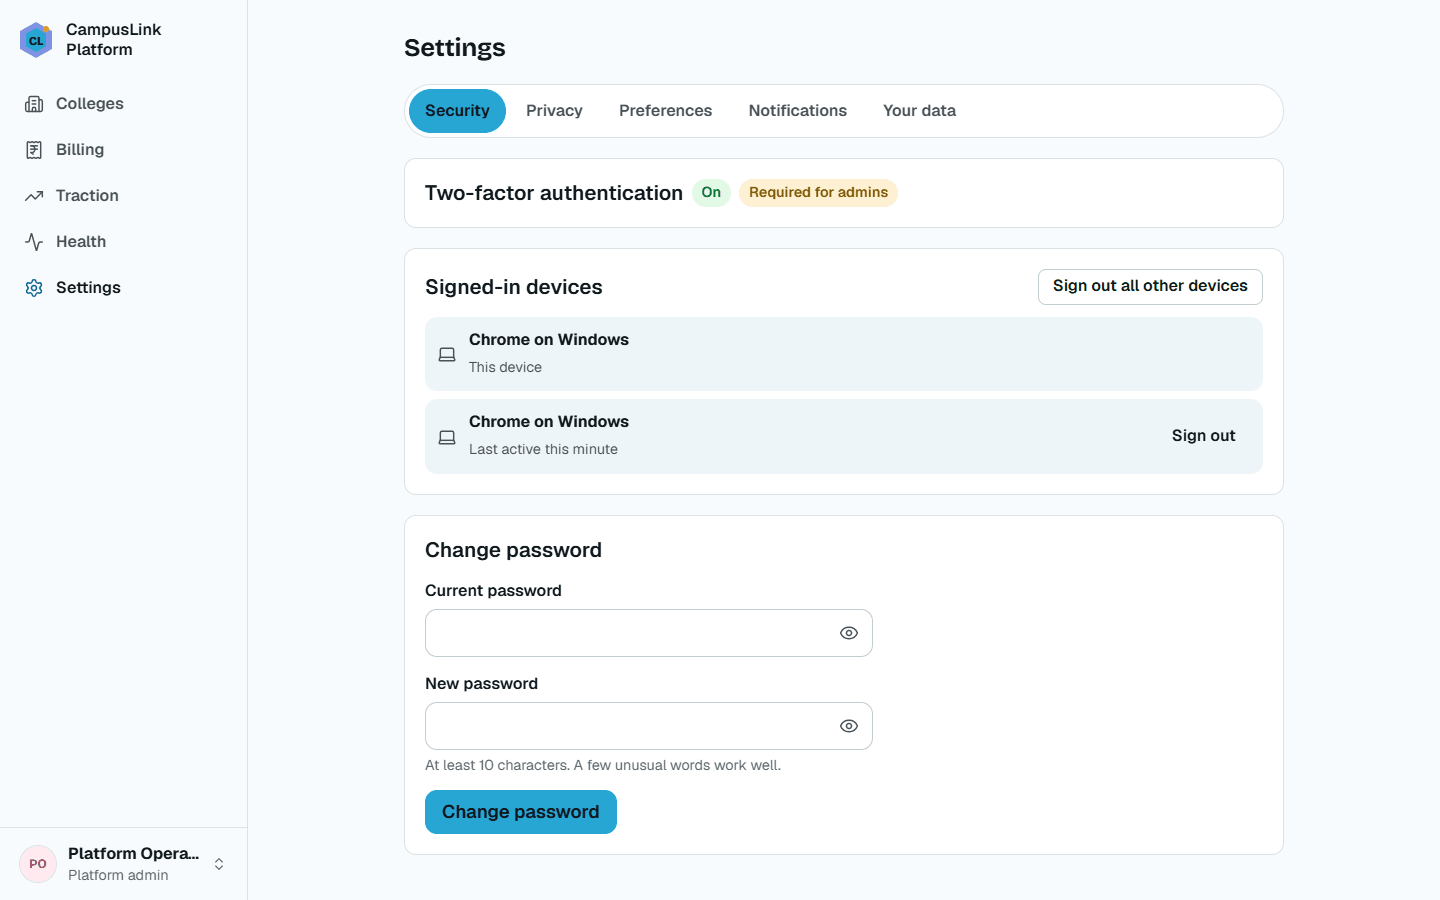 CL
CampusLink
Platform
Colleges
Billing
Traction
Health
Settings
Platform Opera...
PO
Platform admin
Settings
Security
Privacy
Preferences
Notifications
Your data
Two-factor authentication
On
Required for admins
Signed-in devices
Sign out all other devices
Chrome on Windows
This device
Chrome on Windows
Last active this minute
Sign out
Change password
Current password
New password
At least 10 characters. A few unusual words work well.
Change password